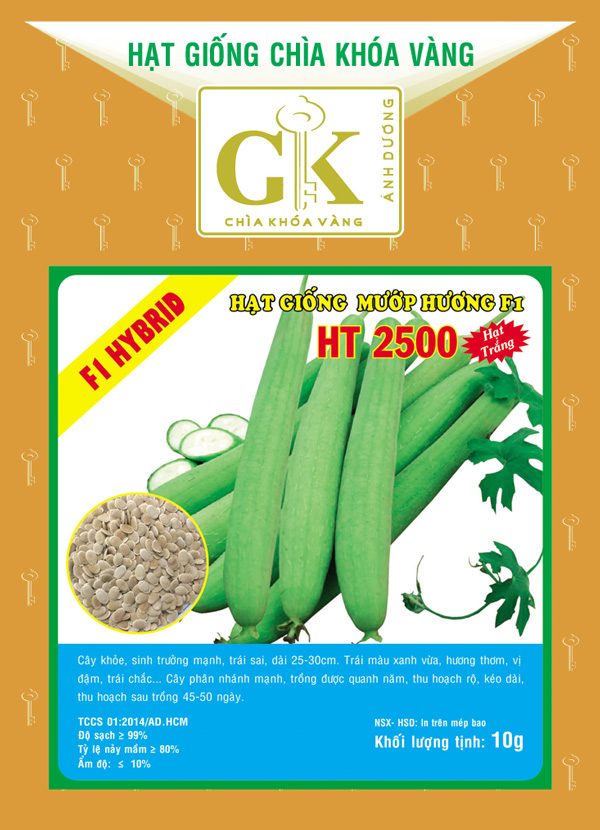 HẠT GIỐNG CHÌA KHÓA VÀNG
GK
ÁNH DƯƠNG
CHÌA KHÓA VÀNG
F1 HYBRID
HẠT GIỐNG MƯỚP HƯƠNG F1
HT 2500
Hạt
Trắng
Cây khỏe, sinh trưởng mạnh, trái sai, dài 25-30cm. Trái màu xanh vừa, hương thơm, vị
đậm, trái chắc... Cây phân nhánh mạnh, trồng được quanh năm, thu hoạch rộ, kéo dài,
thu hoạch sau trồng 45-50 ngày.
TCCS 01:2014/AD.HCM
Độ sạch ≥ 99%
Tỷ lệ nảy mầm ≥ 80%
Ẩm độ: ≤ 10%
NSX- HSD: In trên mép bao
Khối lượng tịnh: 10g